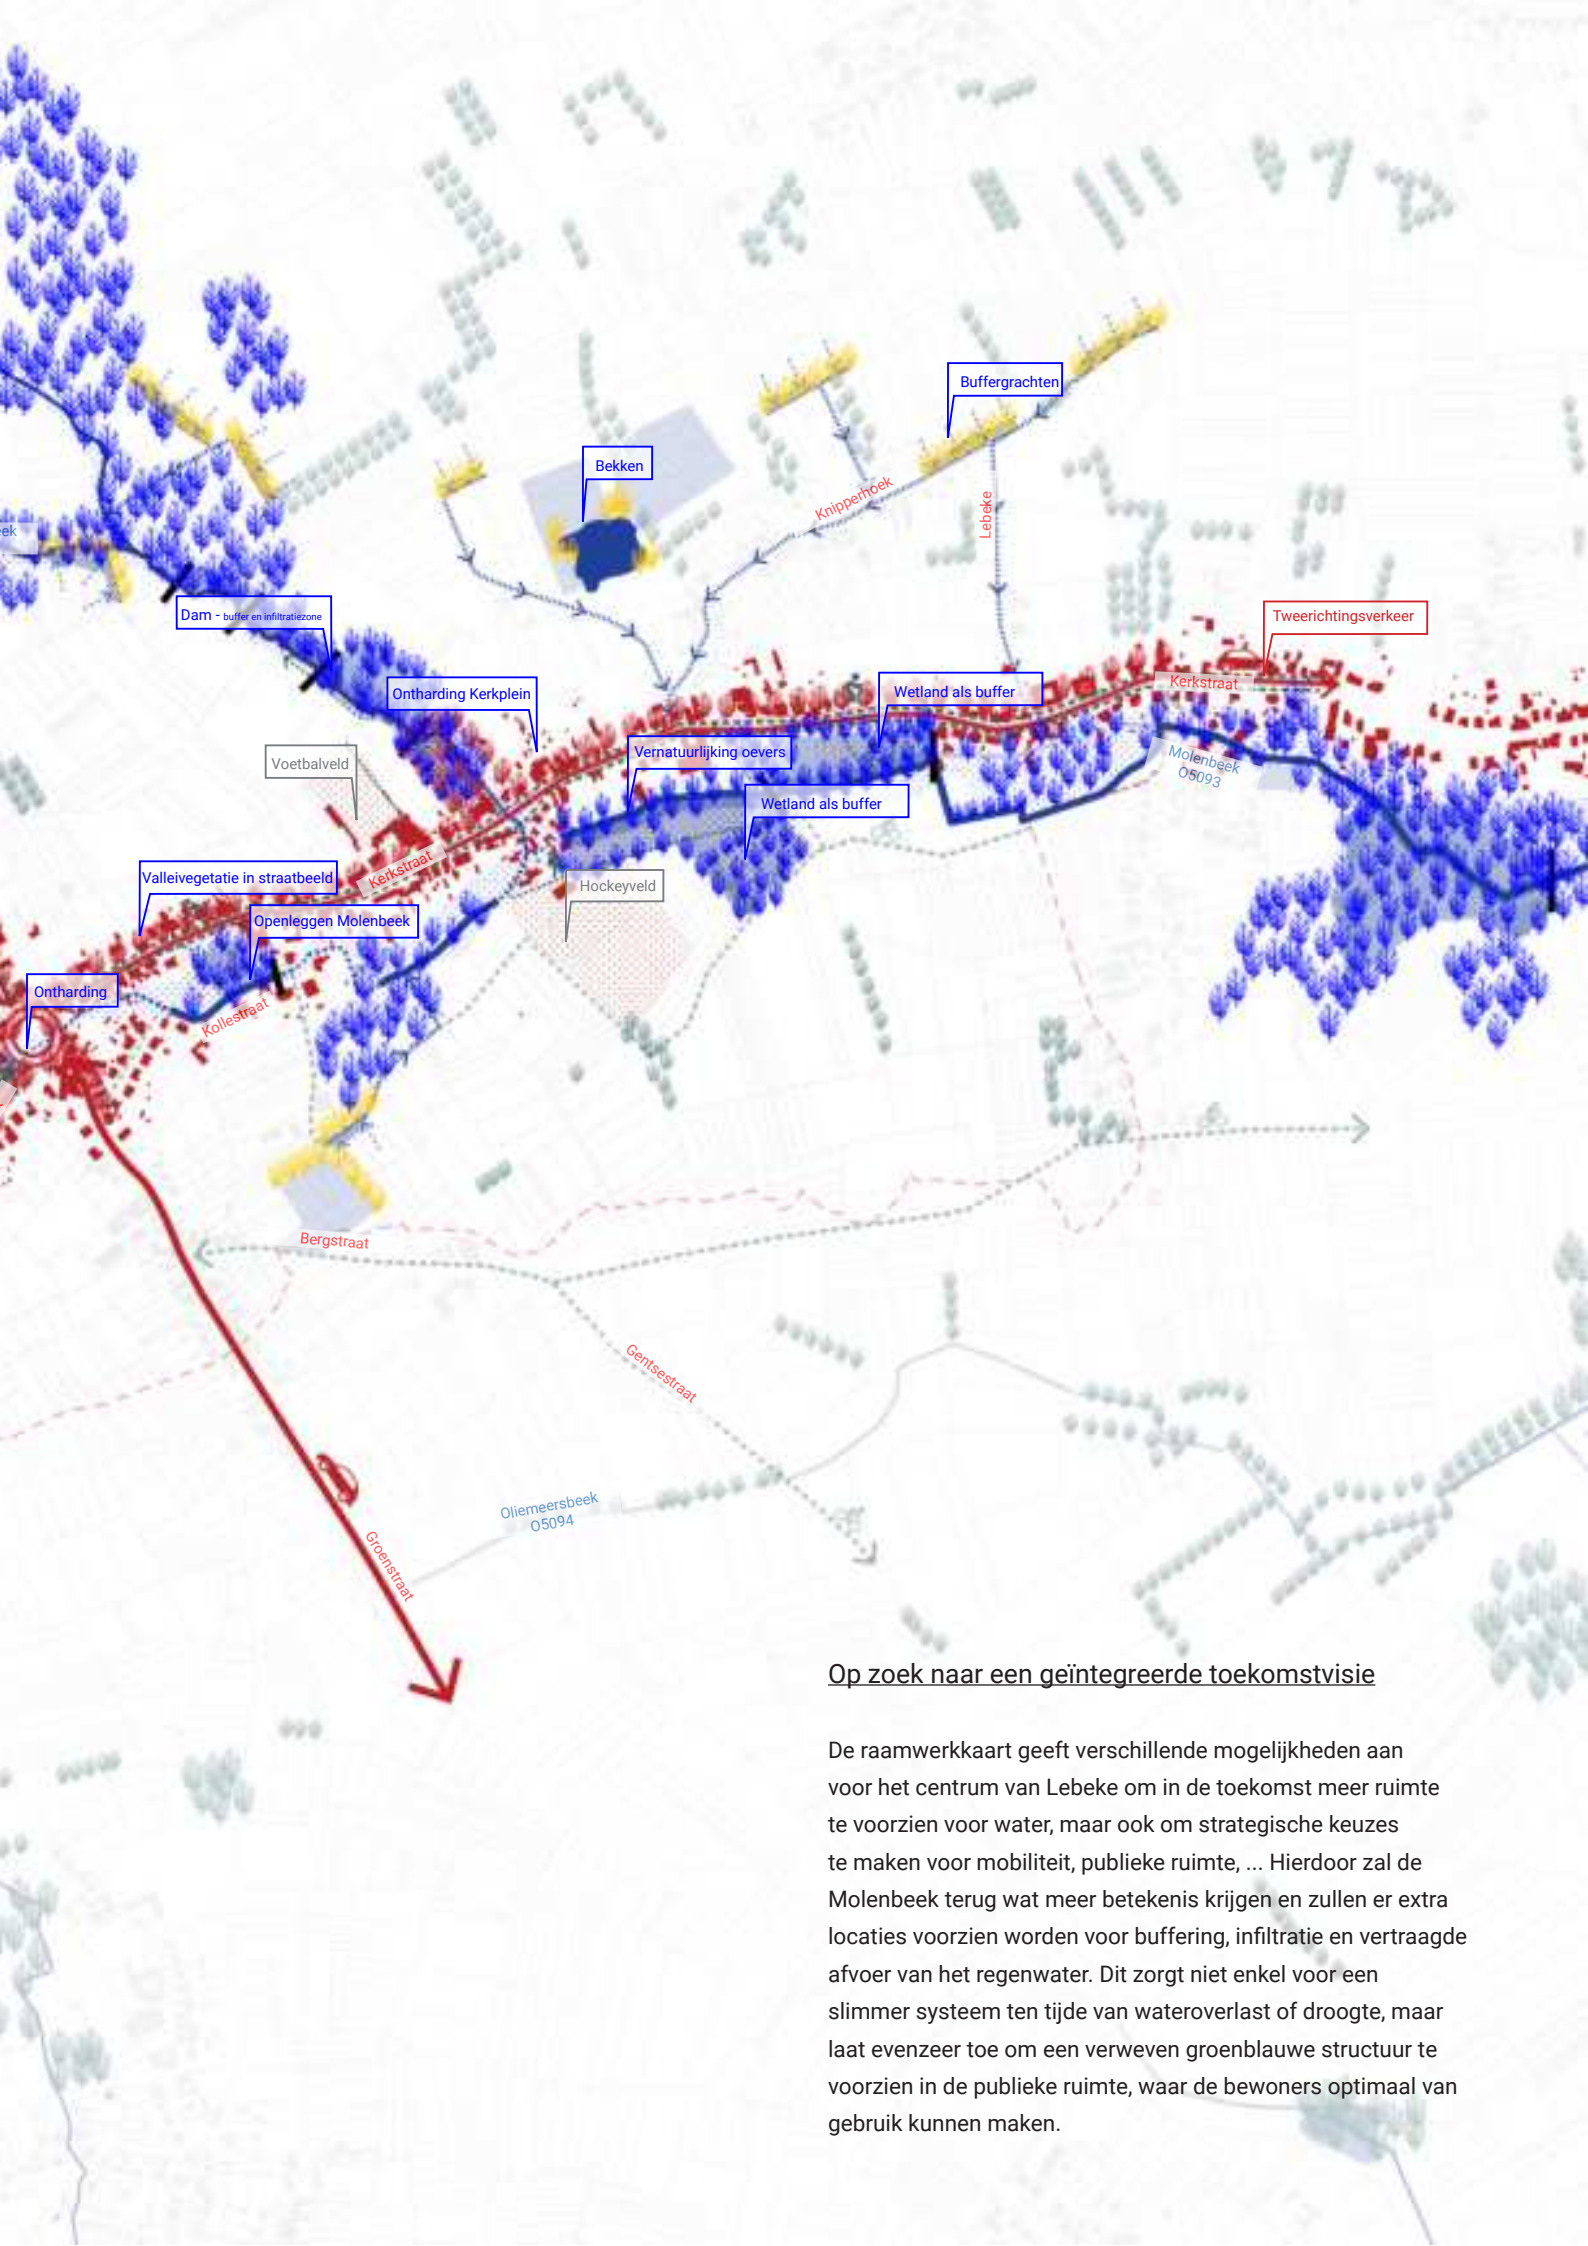 Buffergrachten
Bekken
Knipperhoek
Lebeke
Dam - buffer en infiltratiezone
Tweerichtingsverkeer
Kerkstraat
Ontharding Kerkplein
Wetland als buffer
Vernatuurlijking oevers
Voetbalveld
Molenbeek
O5093
Wetland als buffer
Kerkstraat
Valleivegetatie in straatbeeld
Hockeyveld
Openleggen Molenbeek
Ontharding
Kollestraat
Bergstraat
Gentsestraat
Oliemeersbeek
O5094
Groenstraat
Op zoek naar een geïntegreerde toekomstvisie
De raamwerkkaart geeft verschillende mogelijkheden aan
voor het centrum van Lebeke om in de toekomst meer ruimte
te voorzien voor water, maar ook om strategische keuzes
te maken voor mobiliteit, publieke ruimte, ... Hierdoor zal de
Molenbeek terug wat meer betekenis krijgen en zullen er extra
locaties voorzien worden voor buffering, infiltratie en vertraagde
afvoer van het regenwater. Dit zorgt niet enkel voor een
slimmer systeem ten tijde van wateroverlast of droogte, maar
laat evenzeer toe om een verweven groenblauwe structuur te
voorzien in de publieke ruimte, waar de bewoners optimaal van
gebruik kunnen maken.